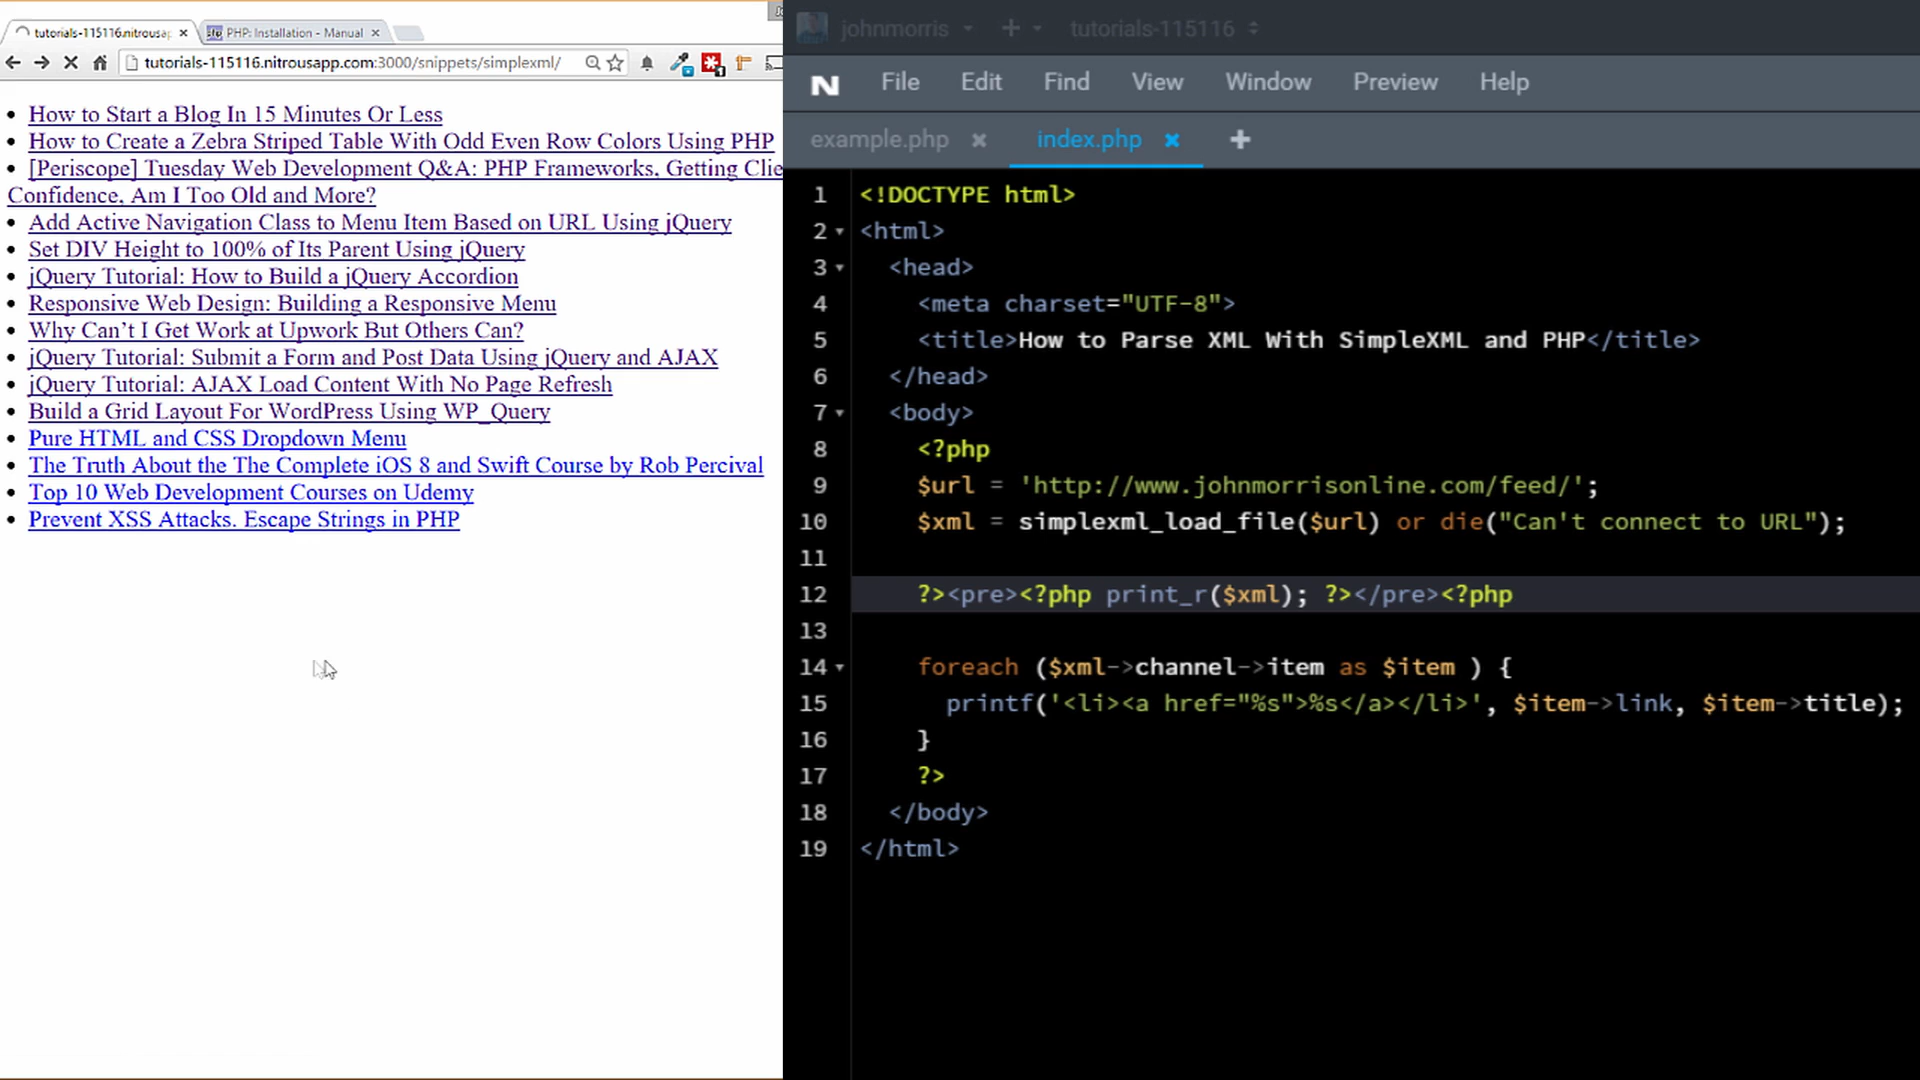 tutorials-115116.nitrousap
PHP: Installation - Manual
tutorials-115116.nitrousapp.com:3000/snippets/simplexml/
How to Start a Blog In 15 Minutes Or Less
How to Create a Zebra Striped Table With Odd Even Row Colors Using PHP
[Periscope] Tuesday Web Development Q&A: PHP Frameworks, Getting Clie
Confidence, Am I Too Old and More?
Add Active Navigation Class to Menu Item Based on URL Using jQuery
Set DIV Height to 100% of Its Parent Using jQuery
jQuery Tutorial: How to Build a jQuery Accordion
Responsive Web Design: Building a Responsive Menu
Why Can’t I Get Work at Upwork But Others Can?
jQuery Tutorial: Submit a Form and Post Data Using jQuery and AJAX
jQuery Tutorial: AJAX Load Content With No Page Refresh
Build a Grid Layout For WordPress Using WP_Query
Pure HTML and CSS Dropdown Menu
The Truth About the The Complete iOS 8 and Swift Course by Rob Percival
Top 10 Web Development Courses on Udemy
Prevent XSS Attacks. Escape Strings in PHP
johnmorris + tutorials-115116
N File Edit Find View Window Preview Help
example.php index.php
1 <!DOCTYPE html>
2 <html>
3 <head>
4 <meta charset="UTF-8">
5 <title>How to Parse XML With SimpleXML and PHP</title>
6 </head>
7 <body>
8 <?php
9 $url = 'http://www.johnmorrisonline.com/feed/';
10 $xml = simplexml_load_file($url) or die("Can't connect to URL");
11
12 ?><pre><?php print_r($xml); ?></pre><?php
13
14 foreach ($xml->channel->item as $item ) {
15 printf('<li><a href="%s">%s</a></li>', $item->link, $item->title);
16 }
17 ?>
18 </body>
19 </html>